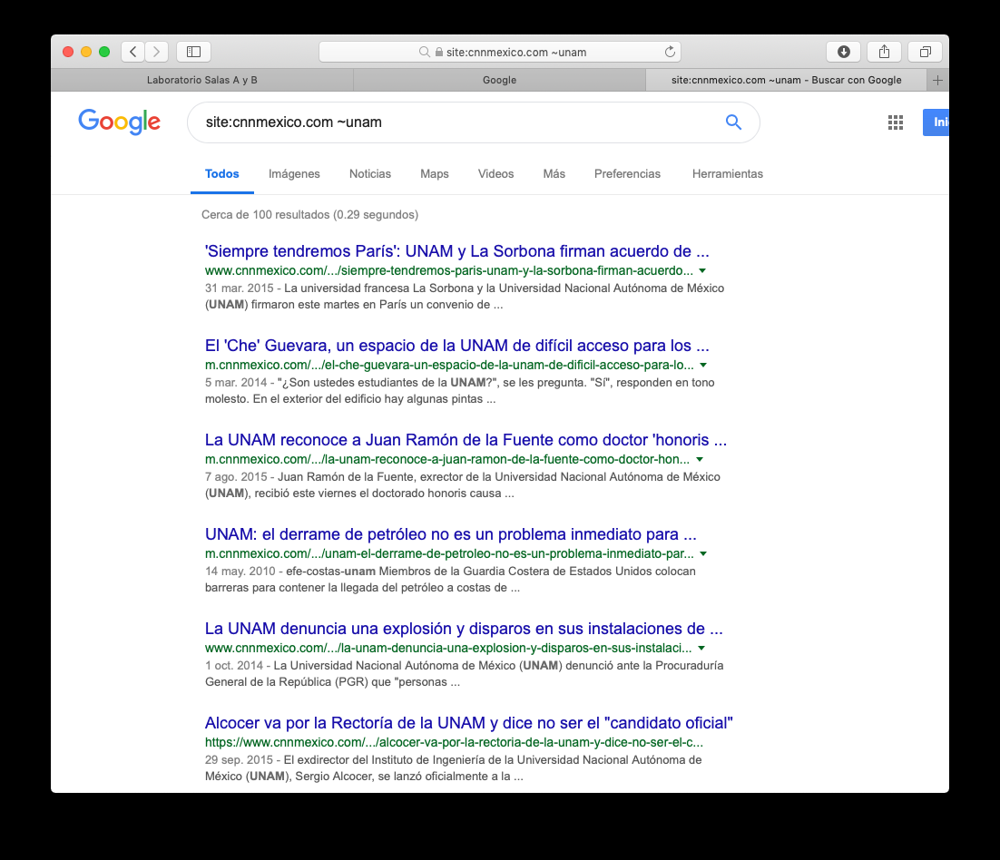 site:cnnmexico.com ~unam
Laboratorio Salas A y B
Google
site:cnnmexico.com ~unam - Buscar con Google
Google
site:cnnmexico.com ~unam
Ini
Todos Imágenes Noticias Maps Videos Más Preferencias Herramientas
Cerca de 100 resultados (0.29 segundos)
'Siempre tendremos París': UNAM y La Sorbona firman acuerdo de ...
www.cnnmexico.com/.../siempre-tendremos-paris-unam-y-la-sorbona-firman-acuerdo...
31 mar. 2015 - La universidad francesa La Sorbona y la Universidad Nacional Autónoma de México
(UNAM) firmaron este martes en París un convenio de ...
El 'Che' Guevara, un espacio de la UNAM de difícil acceso para los ...
m.cnnmexico.com/.../el-che-guevara-un-espacio-de-la-unam-de-dificil-acceso-para-lo...
5 mar. 2014 - "¿Son ustedes estudiantes de la UNAM?", se les pregunta. "Sí", responden en tono
molesto. En el exterior del edificio hay algunas pintas ...
La UNAM reconoce a Juan Ramón de la Fuente como doctor 'honoris ...
m.cnnmexico.com/.../la-unam-reconoce-a-juan-ramon-de-la-fuente-como-doctor-hon...
7 ago. 2015 - Juan Ramón de la Fuente, exrector de la Universidad Nacional Autónoma de México
(UNAM), recibió este viernes el doctorado honoris causa ...
UNAM: el derrame de petróleo no es un problema inmediato para ...
m.cnnmexico.com/.../unam-el-derrame-de-petroleo-no-es-un-problema-inmediato-par...
14 may. 2010 - efe-costas-unam Miembros de la Guardia Costera de Estados Unidos colocan
barreras para contener la llegada del petróleo a costas de ...
La UNAM denuncia una explosión y disparos en sus instalaciones de ...
www.cnnmexico.com/.../la-unam-denuncia-una-explosion-y-disparos-en-sus-instalaci...
1 oct. 2014 - La Universidad Nacional Autónoma de México (UNAM) denunció ante la Procuraduría
General de la República (PGR) que "personas ...
Alcocer va por la Rectoría de la UNAM y dice no ser el "candidato oficial"
https://www.cnnmexico.com/.../alcocer-va-por-la-rectoria-de-la-unam-y-dice-no-ser-el-c...
29 sep. 2015 - El exdirector del Instituto de Ingeniería de la Universidad Nacional Autónoma de
México (UNAM), Sergio Alcocer, se lanzó oficialmente a la ...